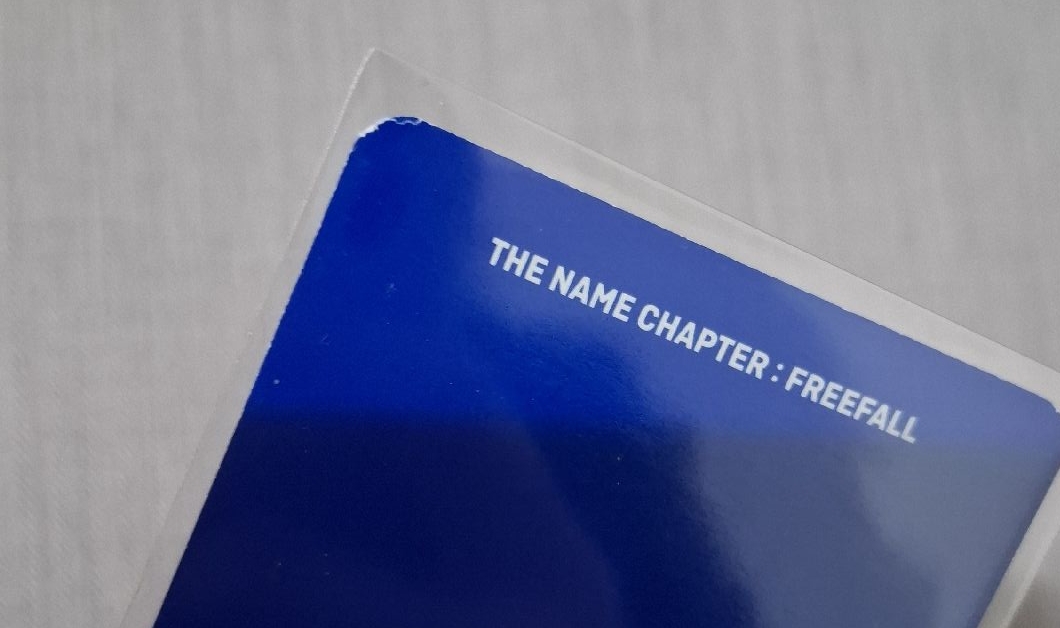 THE NAME CHAPTER : FREEFALL